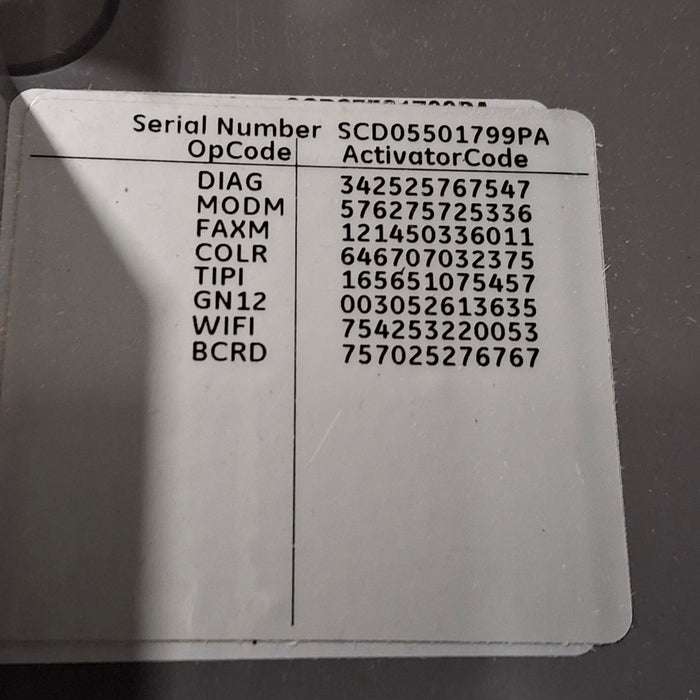 Serial Number SCD05501799PA
OpCode ActivatorCode
DIAG 342525767547
MODM 576275725336
FAXM 121450336011
COLR 646707032375
TIPI 165651075457
GN12 003052613635
WIFI 754253220053
BCRD 757025276767